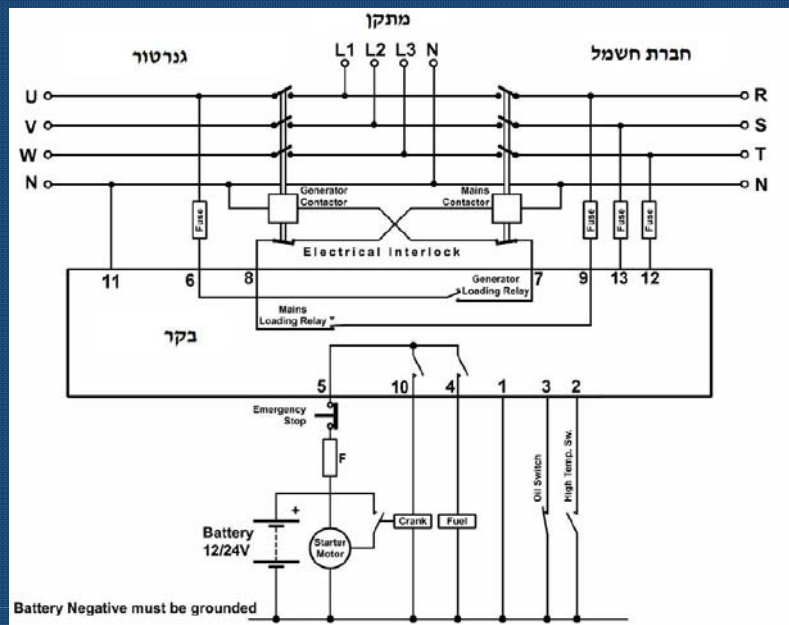 מתקן
גנרטור
L1 L2 L3 N
חברת חשמל
U
R
V
S
W
T
N
N
Generator
Contactor
Mains
Contactor
Fuse
Fuse
Fuse
Fuse
Electrical Interlock
11 6 8 7 9 13 12
Generator
Loading Relay
Mains
Loading Relay
בקר
5 10 4 1 3 2
Emergency
Stop
F
Oil Switch
High Temp. Sw.
+
Battery
12/24V
Starter
Motor
Crank
Fuel
Battery Negative must be grounded